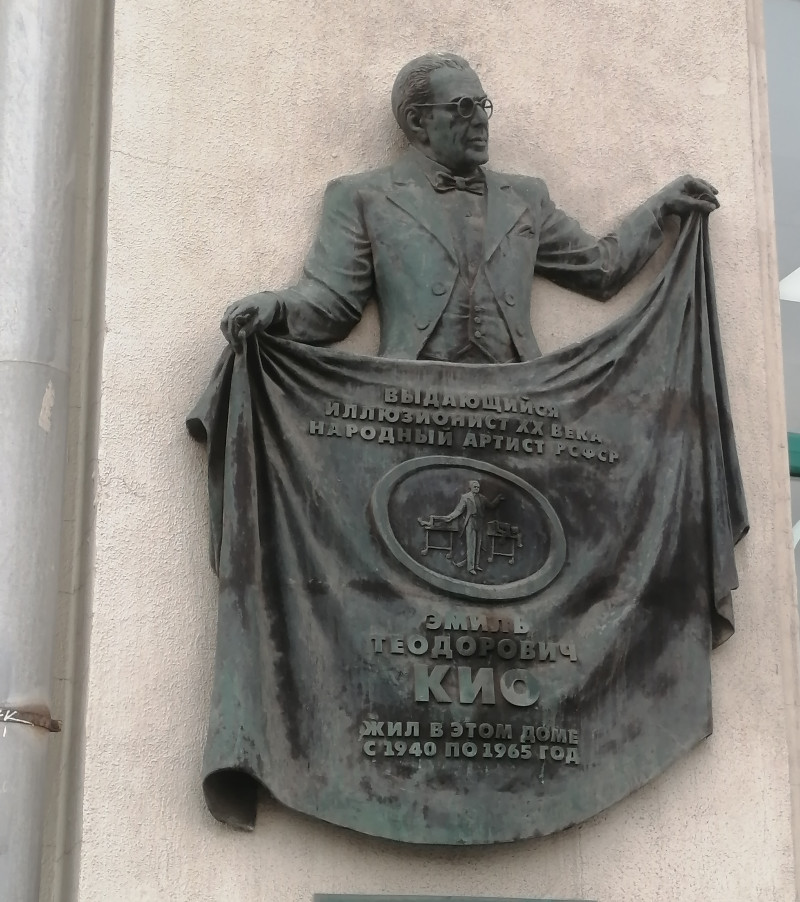 ВЫДАЮЩИЙСЯ
ИЛЛЮЗИОНИСТ XX ВЕКА
НАРОДНЫЙ АРТИСТ РСФСР
ЭМИЛЬ
ТЕОДОРОВИЧ
КИО
ЖИЛ В ЭТОМ ДОМЕ
С 1940 ПО 1965 ГОД